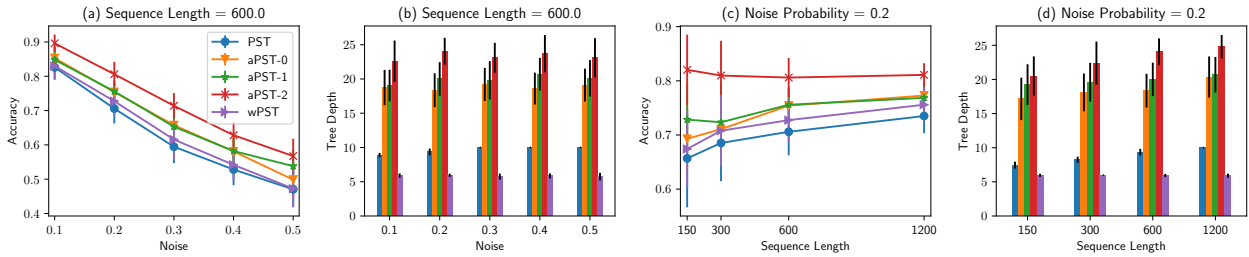 (a) Sequence Length = 600.0
Accuracy
0.9
0.8
0.7
0.6
0.5
0.4
0.1 0.2 0.3 0.4 0.5
Noise
PST
aPST-0
aPST-1
aPST-2
wPST
(b) Sequence Length = 600.0
Tree Depth
25
20
15
10
5
0
0.1 0.2 0.3 0.4 0.5
Noise
(c) Noise Probability = 0.2
Accuracy
0.9
0.8
0.7
0.6
150 300 600 1200
Sequence Length
(d) Noise Probability = 0.2
Tree Depth
25
20
15
10
5
0
150 300 600 1200
Sequence Length